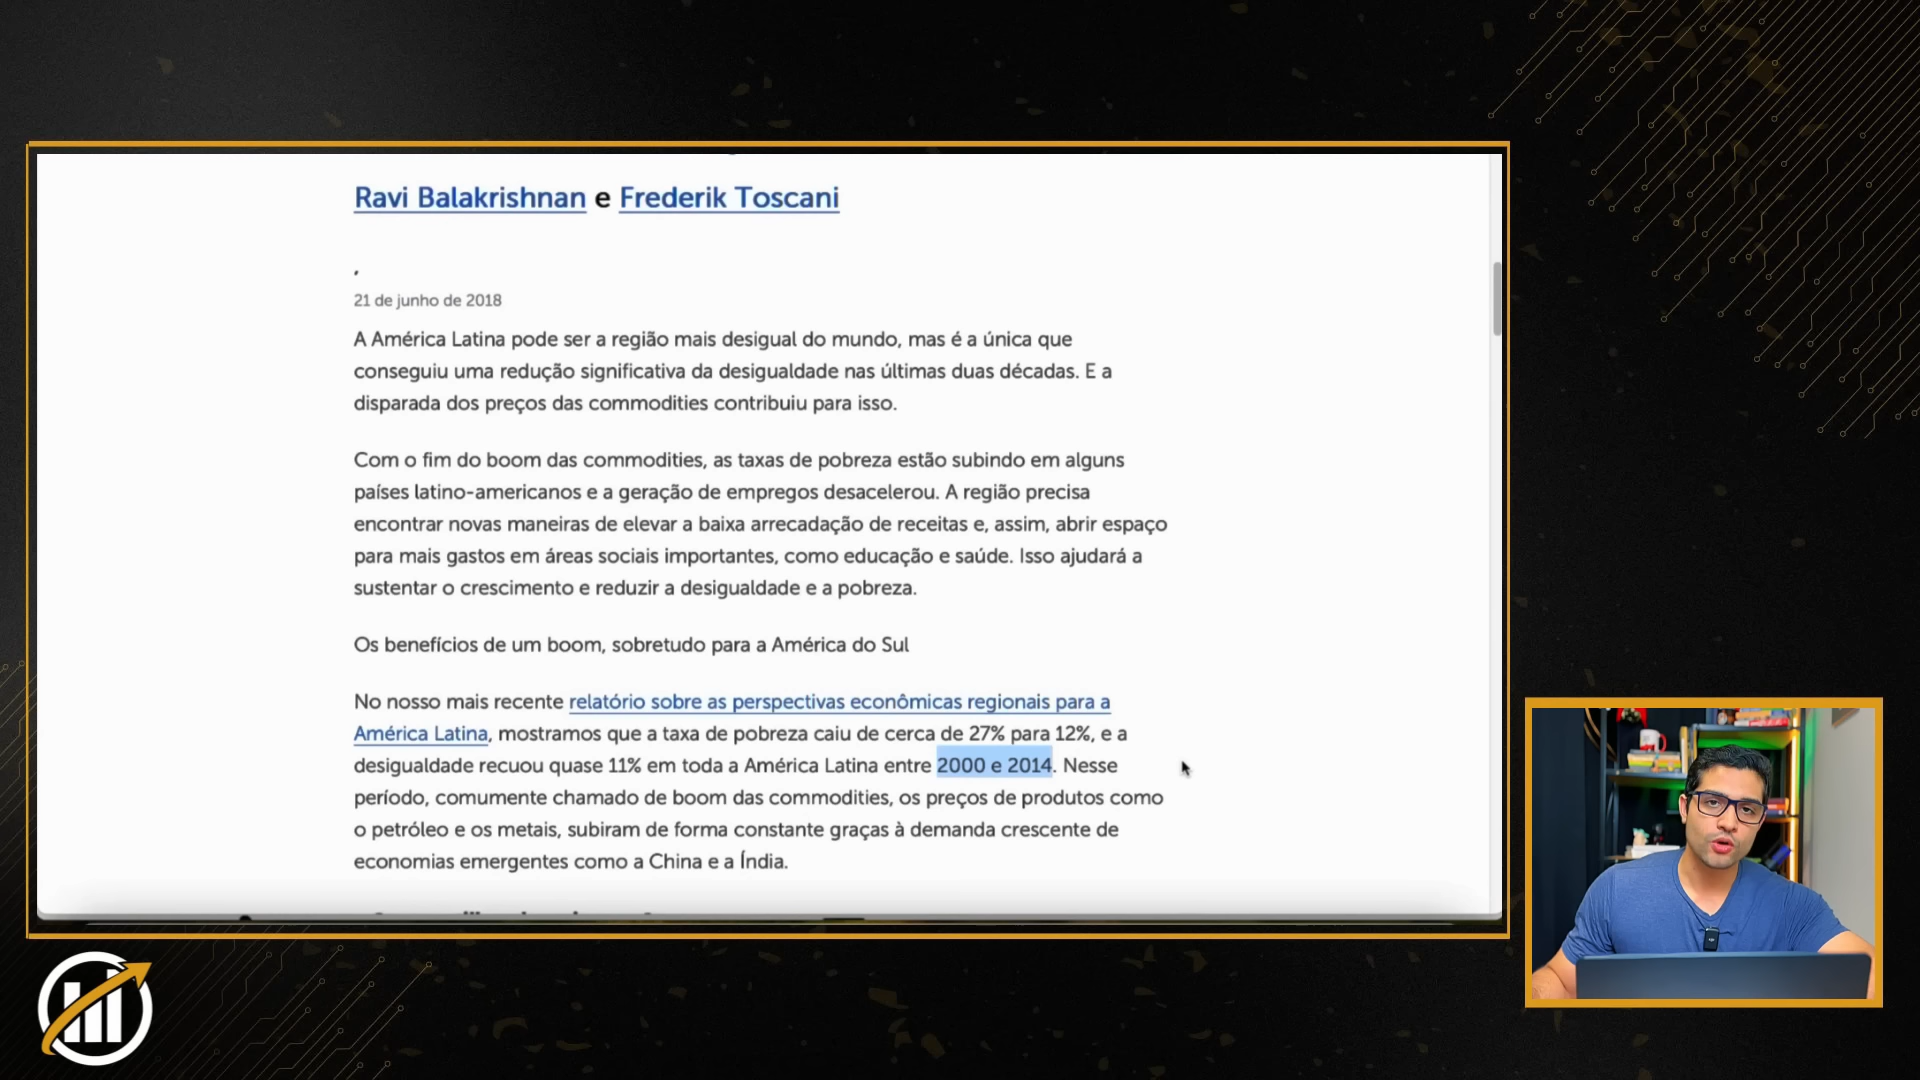 Ravi Balakrishnan e Frederik Toscani
,
21 de junho de 2018
A América Latina pode ser a região mais desigual do mundo, mas é a única que
conseguiu uma redução significativa da desigualdade nas últimas duas décadas. E a
disparada dos preços das commodities contribuiu para isso.
Com o fim do boom das commodities, as taxas de pobreza estão subindo em alguns
países latino-americanos e a geração de empregos desacelerou. A região precisa
encontrar novas maneiras de elevar a baixa arrecadação de receitas e, assim, abrir espaço
para mais gastos em áreas sociais importantes, como educação e saúde. Isso ajudará a
sustentar o crescimento e reduzir a desigualdade e a pobreza.
Os benefícios de um boom, sobretudo para a América do Sul
No nosso mais recente relatório sobre as perspectivas econômicas regionais para a
América Latina, mostramos que a taxa de pobreza caiu de cerca de 27% para 12%, e a
desigualdade recuou quase 11% em toda a América Latina entre 2000 e 2014. Nesse
período, comumente chamado de boom das commodities, os preços de produtos como
o petróleo e os metais, subiram de forma constante graças à demanda crescente de
economias emergentes como a China e a Índia.